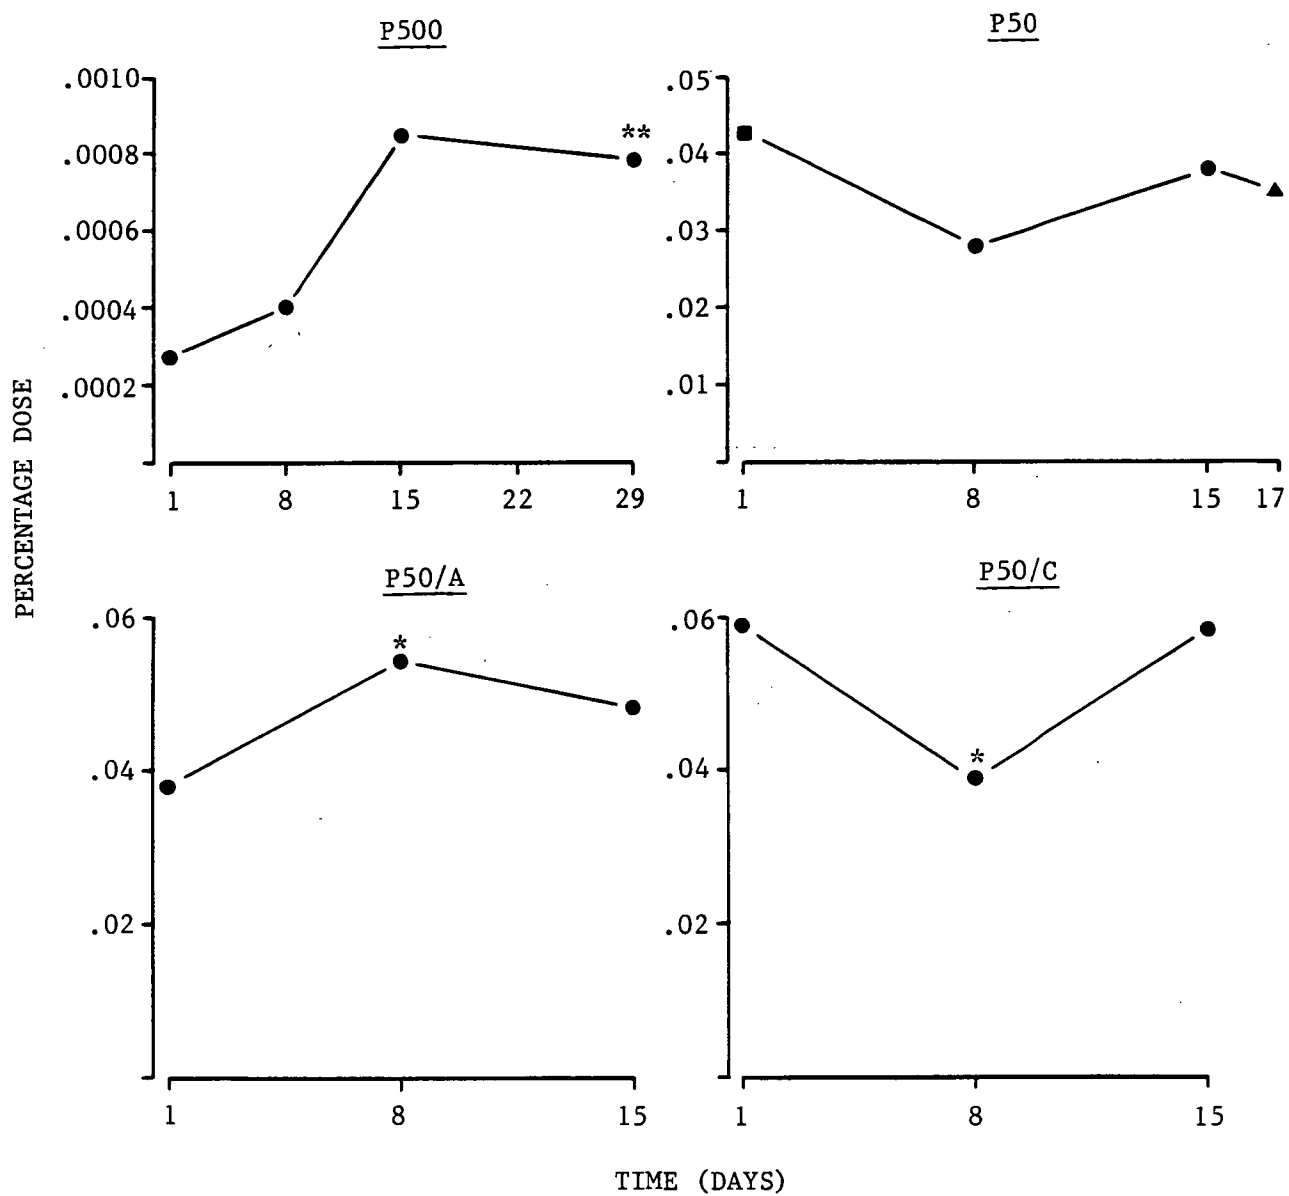 P500
.0010
.0008
.0006
.0004
.0002
**
1 8 15 22 29
P50
.05
.04
.03
.02
.01
1 8 15 17
PERCENTAGE DOSE
P50/A
.06
.04
.02
*
1 8 15
P50/C
.06
.04
.02
*
1 8 15
TIME (DAYS)